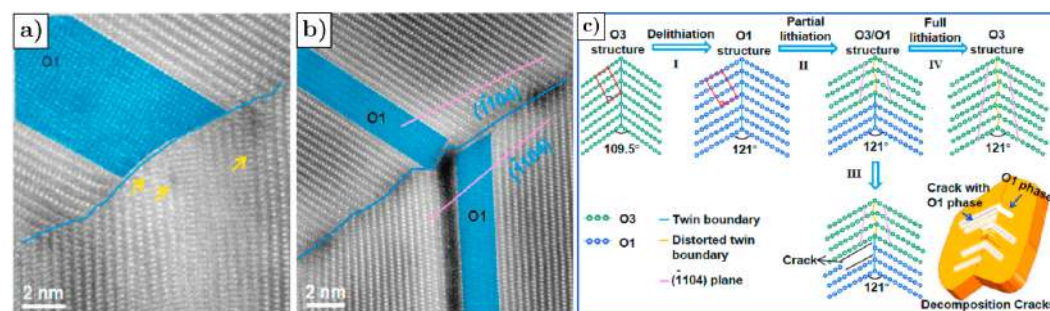 a)
O1
2 nm
b)
O1
(1̄104)
(1̄104)
O1
2 nm
c)
O3 structure
Delithiation
I
O1 structure
Partial lithiation
II
O3/O1 structure
Full lithiation
IV
O3 structure
109.5°
121°
121°
121°
III
O3
O1
Twin boundary
Distorted twin boundary
(1̄104) plane
Crack
121°
Crack with O1 phase
O1 phase
Decomposition Cracks